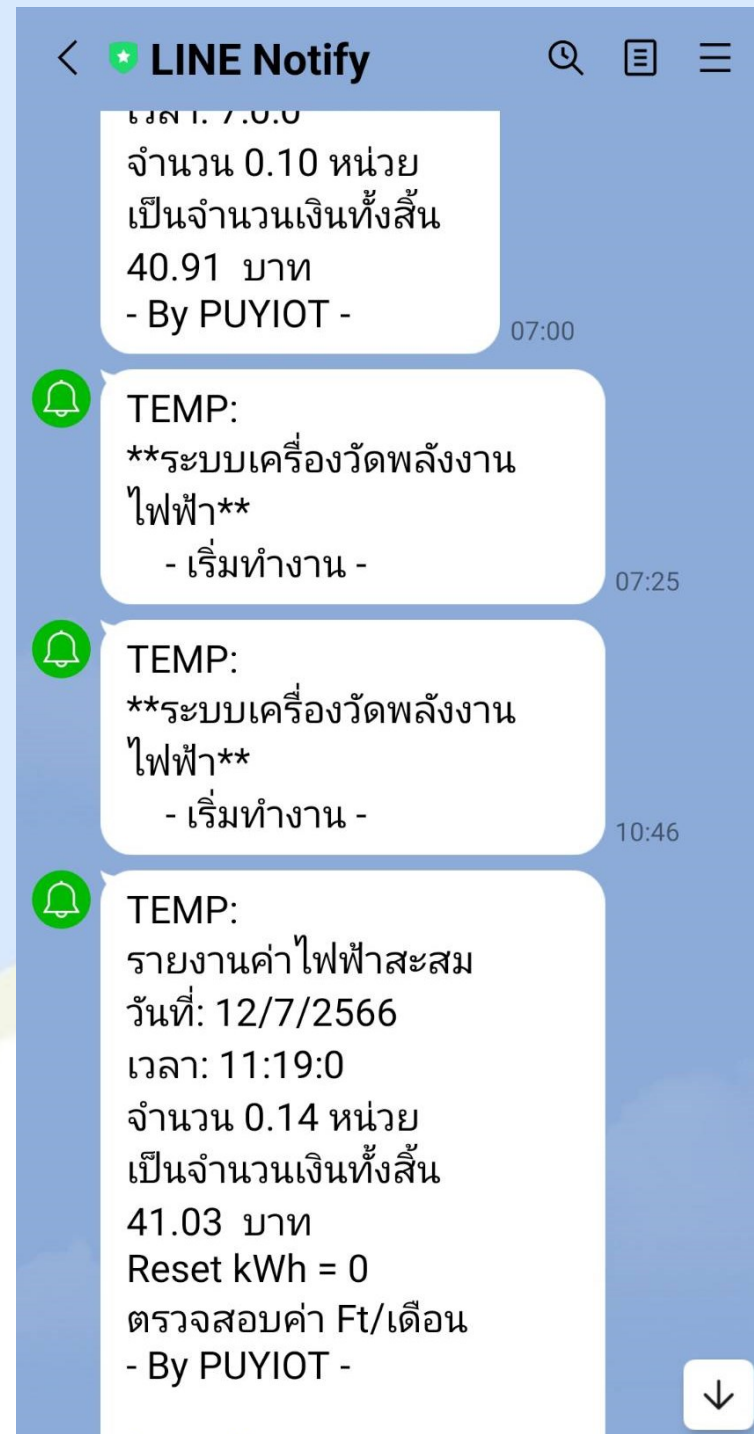 LINE Notify
เวลา: 7:0:0
จำนวน 0.10 หน่วย
เป็นจำนวนเงินทั้งสิ้น
40.91 บาท
- By PUYIOT -
07:00
TEMP:
**ระบบเครื่องวัดพลังงาน
ไฟฟ้า**
- เริ่มทำงาน -
07:25
TEMP:
**ระบบเครื่องวัดพลังงาน
ไฟฟ้า**
- เริ่มทำงาน -
10:46
TEMP:
รายงานค่าไฟฟ้าสะสม
วันที่: 12/7/2566
เวลา: 11:19:0
จำนวน 0.14 หน่วย
เป็นจำนวนเงินทั้งสิ้น
41.03 บาท
Reset kWh = 0
ตรวจสอบค่า Ft/เดือน
- By PUYIOT -